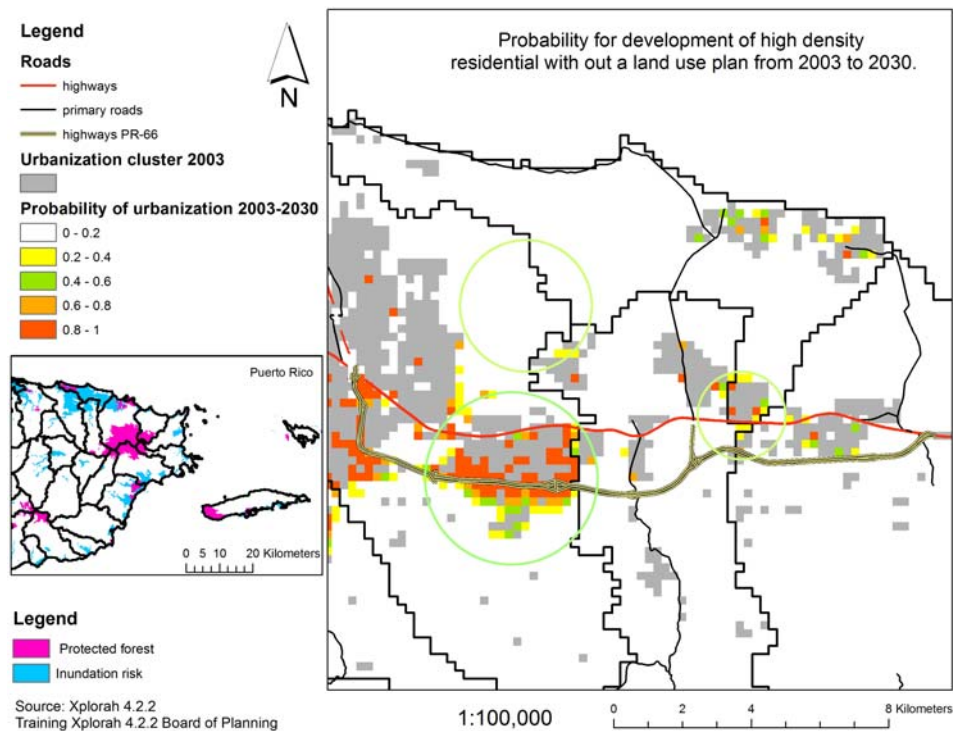 Legend
Roads
highways
primary roads
highways PR-66
Urbanization cluster 2003
Probability of urbanization 2003-2030
0 - 0.2
0.2 - 0.4
0.4 - 0.6
0.6 - 0.8
0.8 - 1
N
Probability for development of high density
residential with out a land use plan from 2003 to 2030.
Puerto Rico
0 5 10 20 Kilometers
Legend
Protected forest
Inundation risk
Source: Xplorah 4.2.2
Training Xplorah 4.2.2 Board of Planning
1:100,000
0 2 4 8 Kilometers